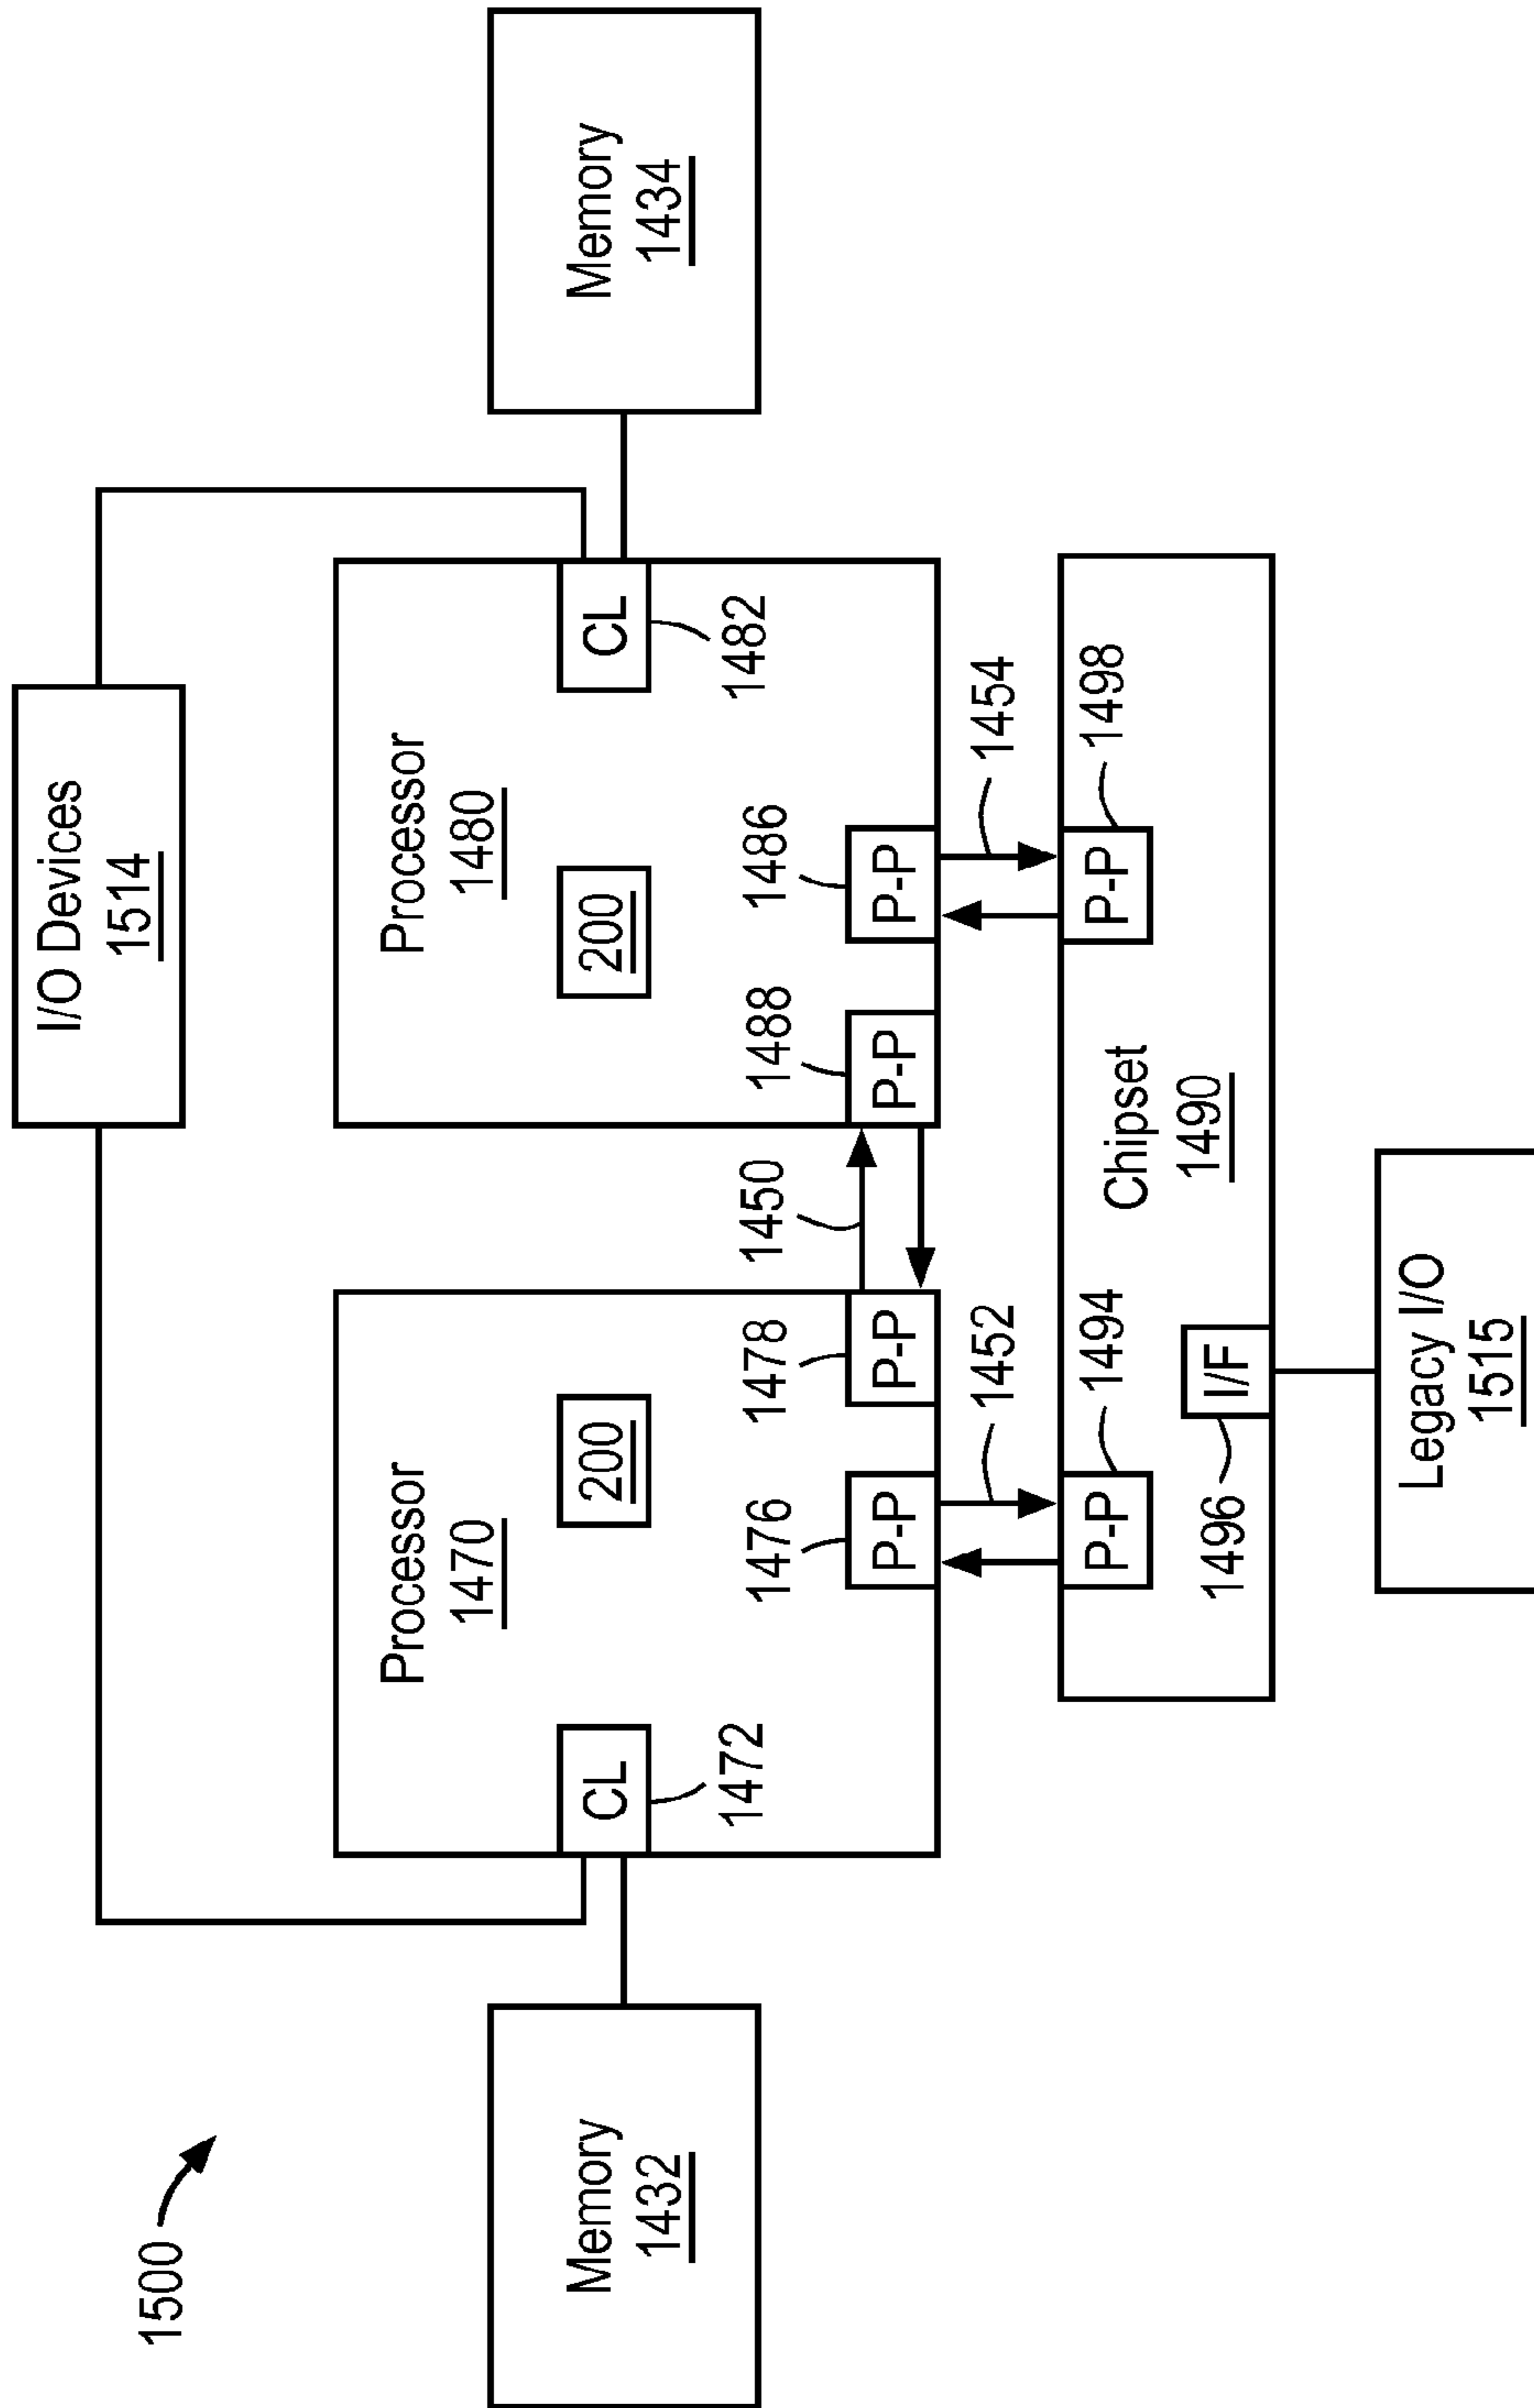 1500
I/O Devices
1514
Memory
1432
Processor
1470
200
CL
1472
1476
P-P
1478
P-P
1450
Processor
1480
200
CL
1482
1488
P-P
1486
P-P
Memory
1434
1452
1454
1494
P-P
1498
P-P
Chipset
1490
1496
I/F
Legacy I/O
1515